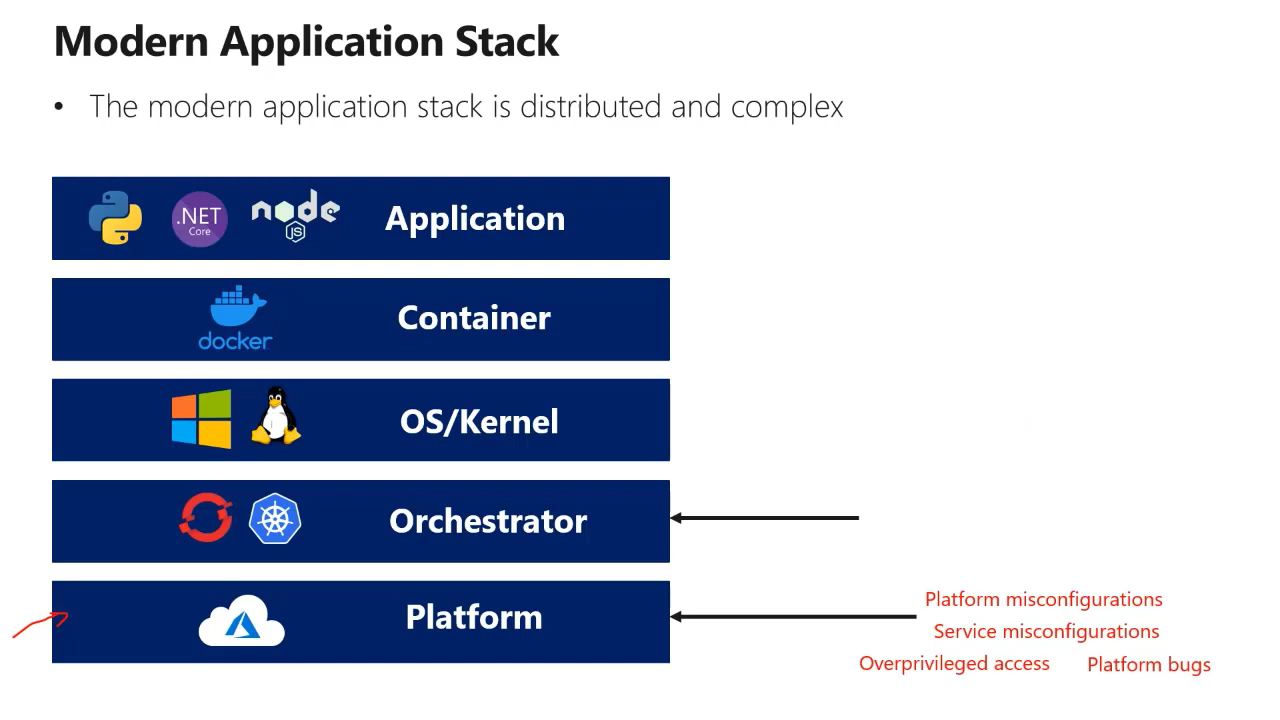 Modern Application Stack
• The modern application stack is distributed and complex
.NET
Core
node
JS
Application
docker
Container
OS/Kernel
Orchestrator
Platform
Platform misconfigurations
Service misconfigurations
Overprivileged access
Platform bugs